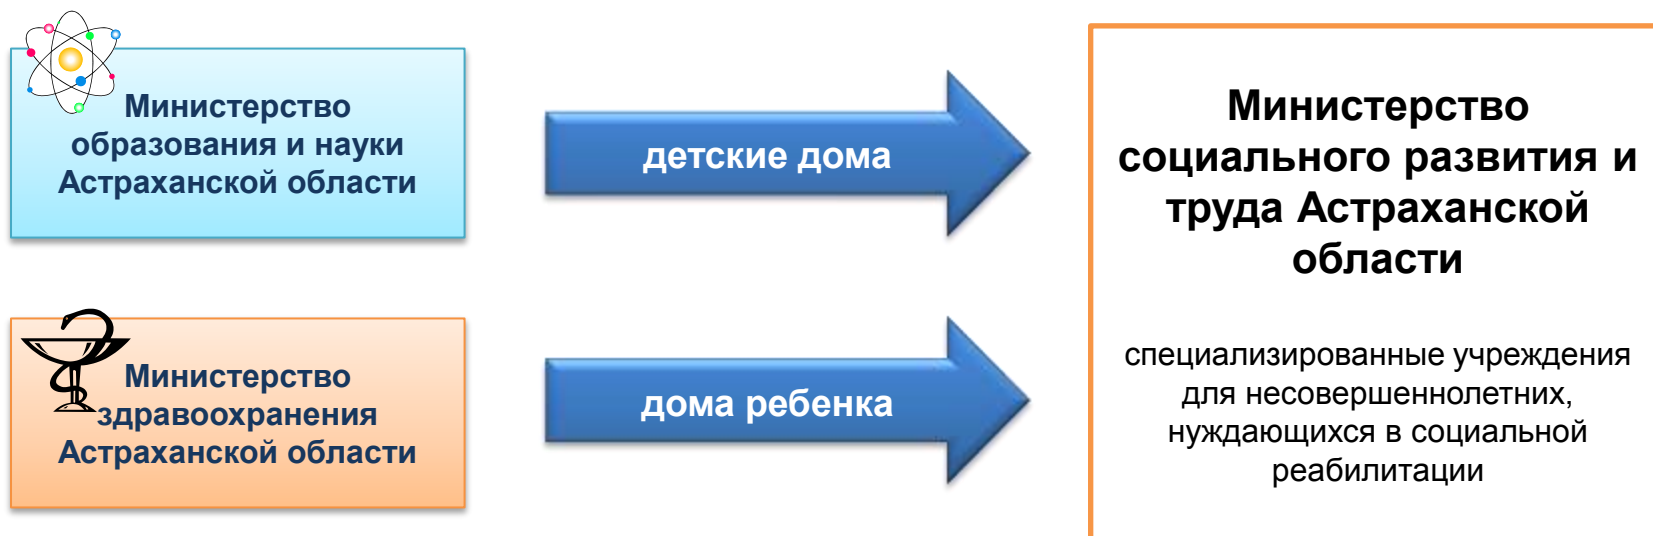 Министерство
образования и науки
Астраханской области
детские дома
Министерство
социального развития и
труда Астраханской
области
Министерство
здравоохранения
Астраханской области
дома ребенка
специализированные учреждения
для несовершеннолетних,
нуждающихся в социальной
реабилитации